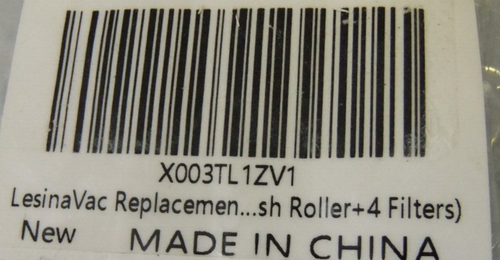 X003TL1ZV1
LesinaVac Replacemen...sh Roller+4 Filters)
New
MADE IN CHINA